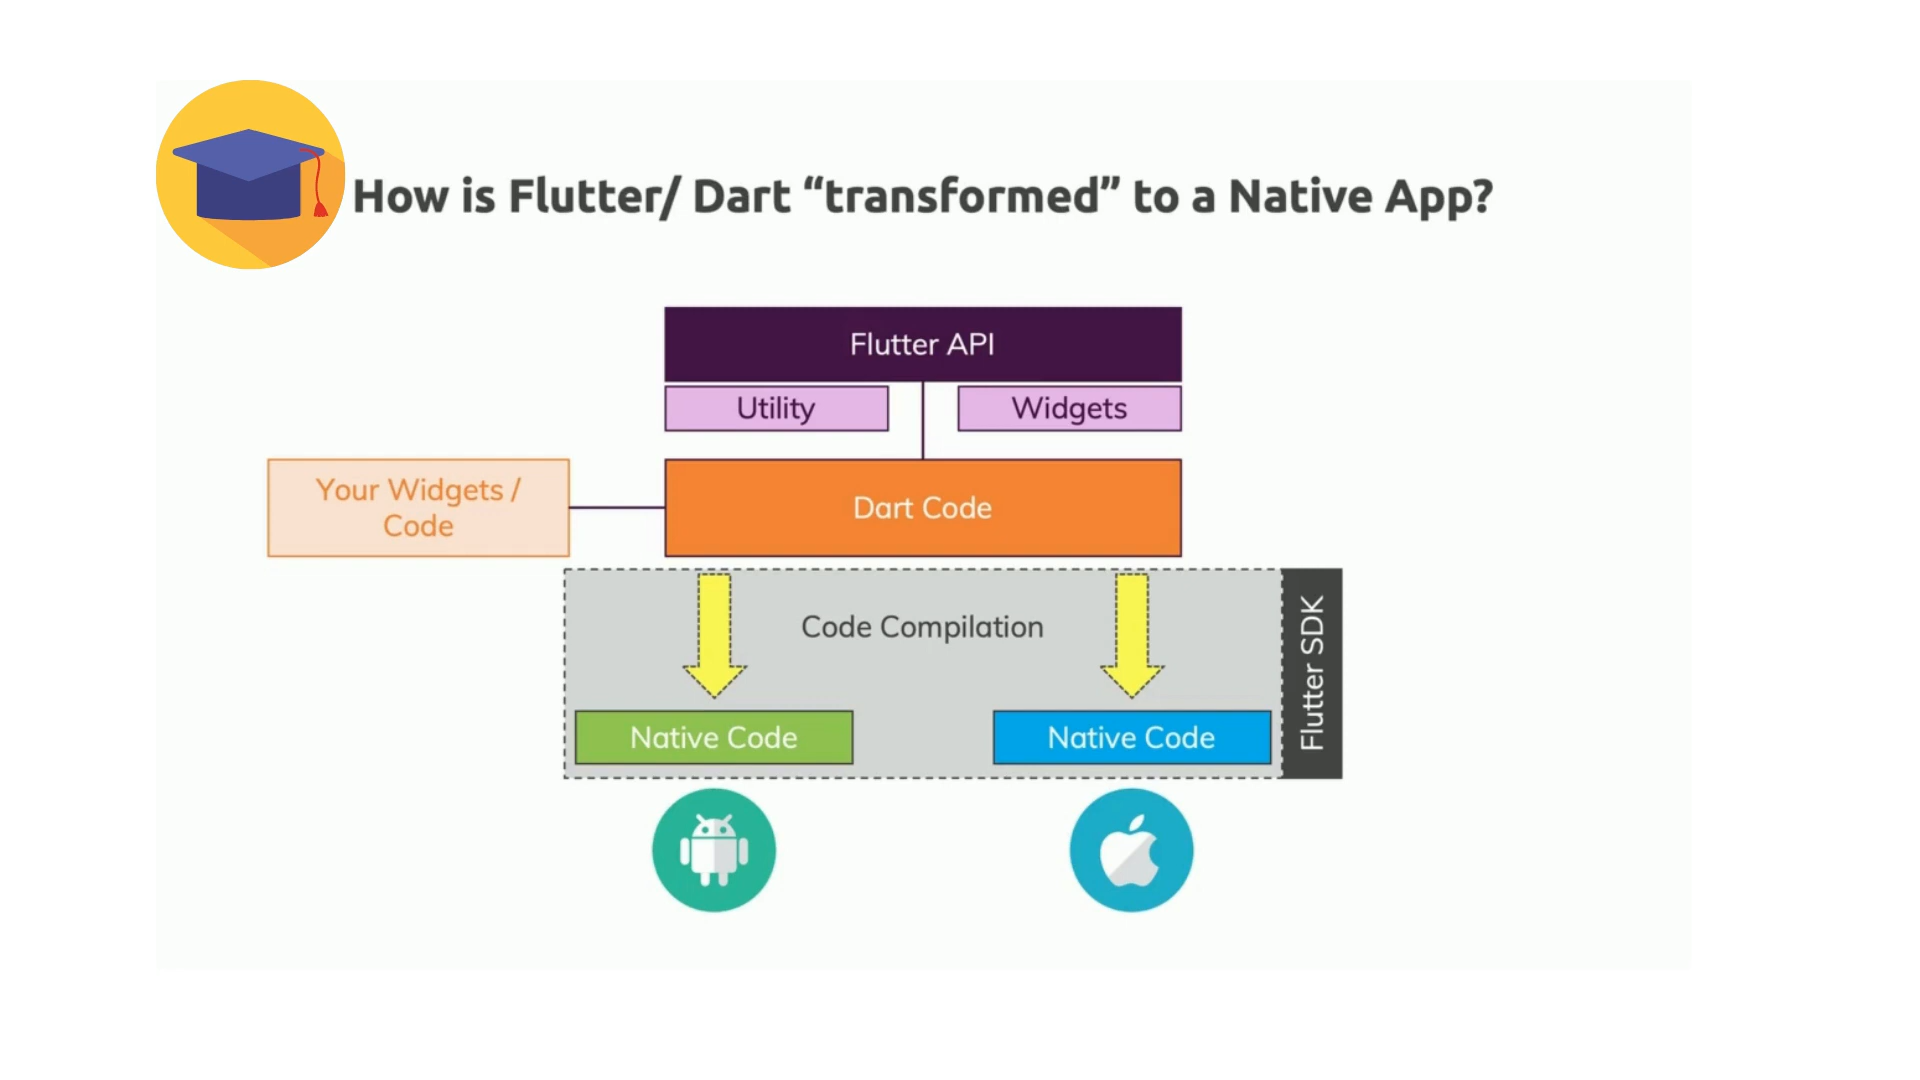 How is Flutter/ Dart “transformed” to a Native App?
Flutter API
Utility
Widgets
Your Widgets /
Code
Dart Code
Code Compilation
Flutter SDK
Native Code
Native Code